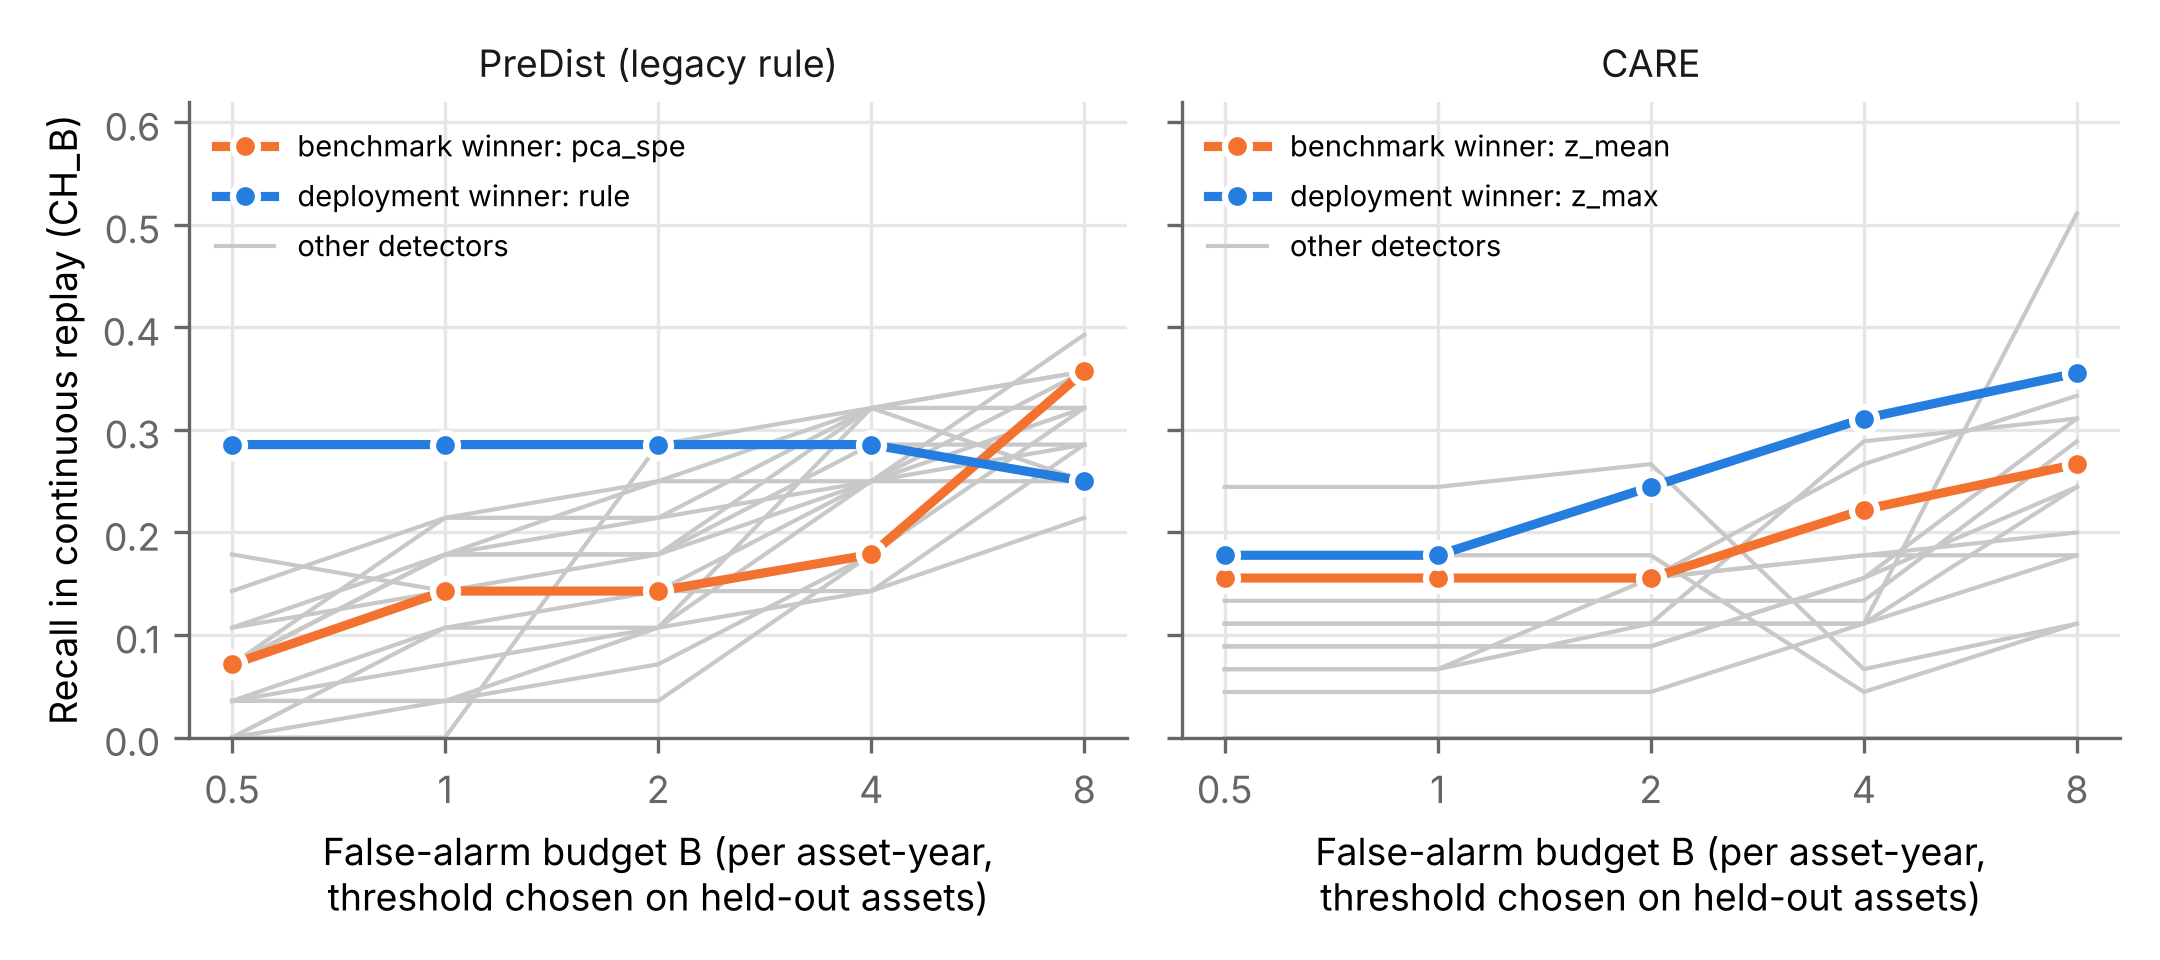 PreDist (legacy rule)
CARE
Recall in continuous replay (CH_B)
0.6
0.5
0.4
0.3
0.2
0.1
0.0
benchmark winner: pca_spe
deployment winner: rule
other detectors
benchmark winner: z_mean
deployment winner: z_max
other detectors
0.5 1 2 4 8
0.5 1 2 4 8
False-alarm budget B (per asset-year,
threshold chosen on held-out assets)
False-alarm budget B (per asset-year,
threshold chosen on held-out assets)